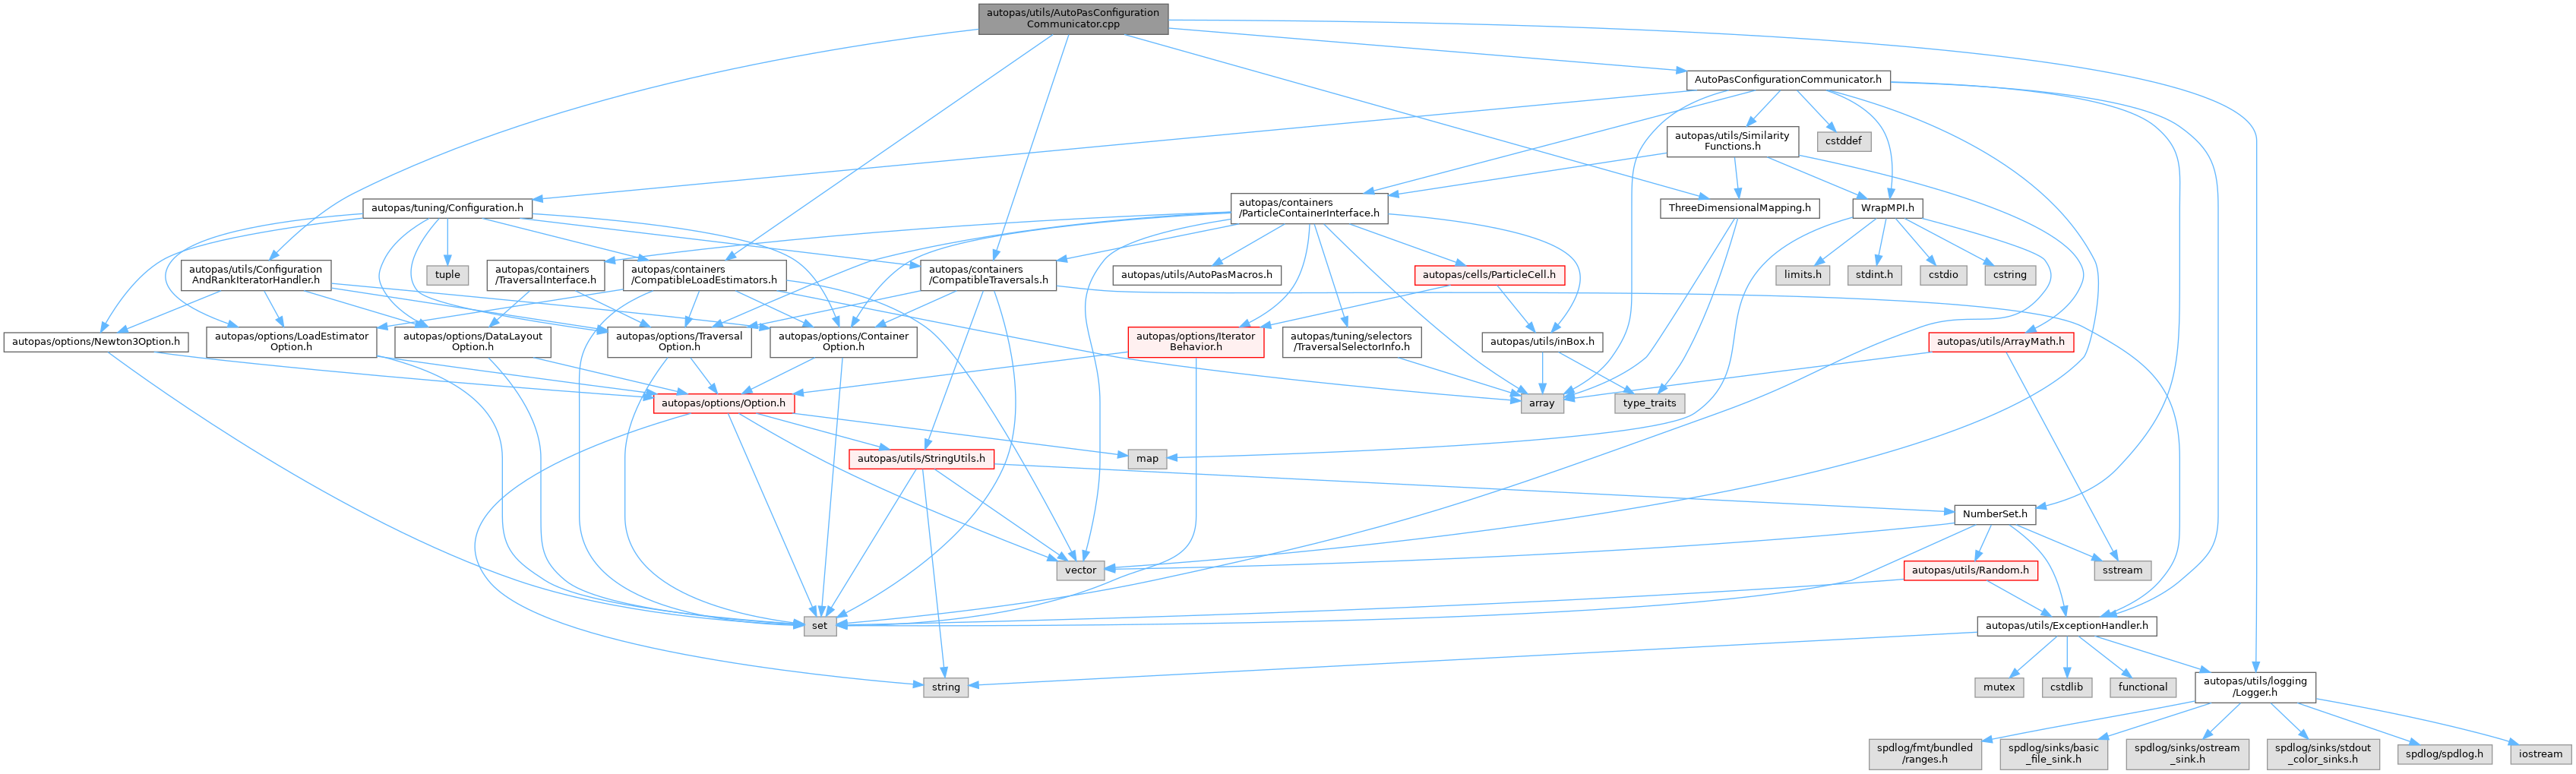 autopas/utils/AutoPasConfiguration
Communicator.cpp
AutoPasConfigurationCommunicator.h
autopas/utils/Similarity
Functions.h
cstddef
autopas/tuning/Configuration.h
autopas/containers
/ParticleContainerInterface.h
ThreeDimensionalMapping.h
WrapMPI.h
autopas/utils/Configuration
AndRankIteratorHandler.h
tuple
autopas/containers
/TraversalInterface.h
autopas/containers
/CompatibleLoadEstimators.h
autopas/containers
/CompatibleTraversals.h
autopas/utils/AutoPasMacros.h
autopas/cells/ParticleCell.h
limits.h
stdint.h
cstdio
cstring
autopas/options/Newton3Option.h
autopas/options/LoadEstimator
Option.h
autopas/options/DataLayout
Option.h
autopas/options/Traversal
Option.h
autopas/options/Container
Option.h
autopas/options/Iterator
Behavior.h
autopas/tuning/selectors
/TraversalSelectorInfo.h
autopas/utils/inBox.h
autopas/utils/ArrayMath.h
autopas/options/Option.h
array
type_traits
autopas/utils/StringUtils.h
map
NumberSet.h
vector
autopas/utils/Random.h
sstream
set
autopas/utils/ExceptionHandler.h
string
mutex
cstdlib
functional
autopas/utils/logging
/Logger.h
spdlog/fmt/bundled
/ranges.h
spdlog/sinks/basic
_file_sink.h
spdlog/sinks/ostream
_sink.h
spdlog/sinks/stdout
_color_sinks.h
spdlog/spdlog.h
iostream